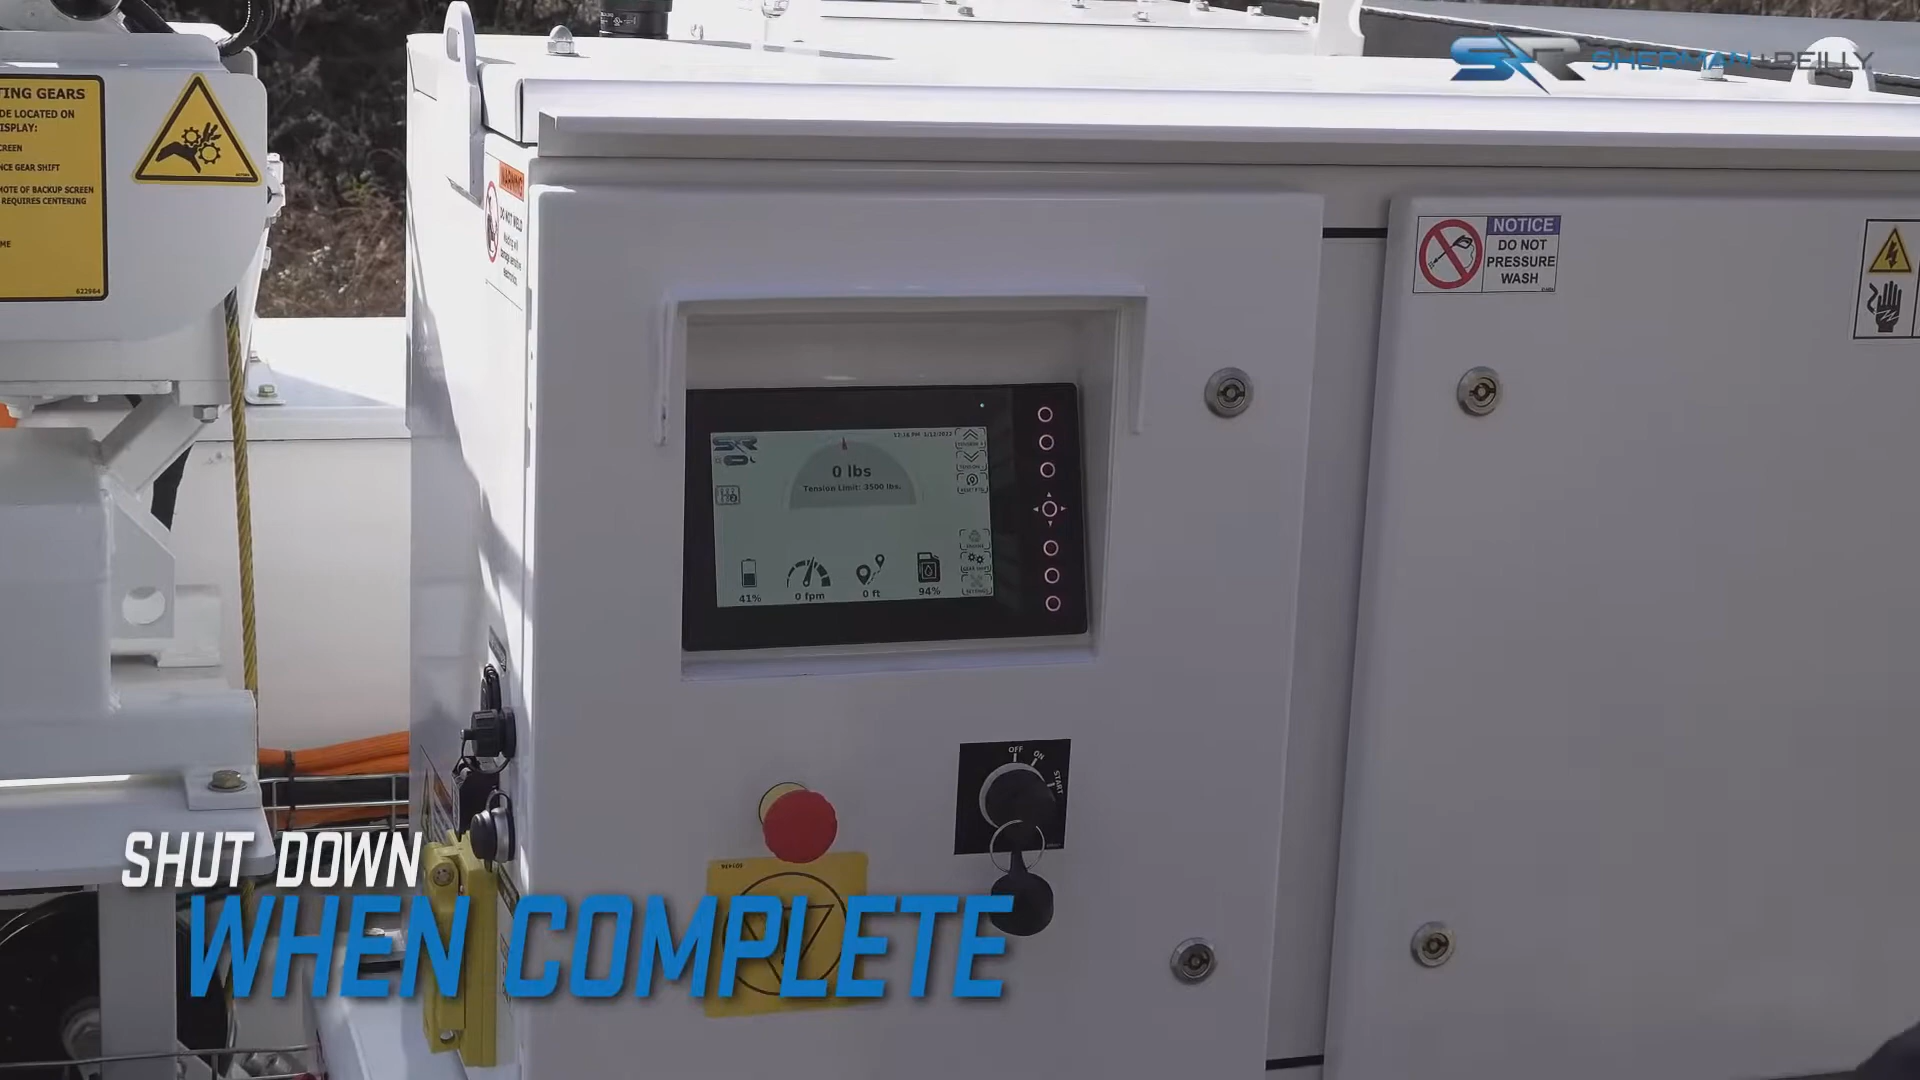 TING GEARS
DE LOCATED ON
ISPLAY:
CREEN
NCE GEAR SHIFT
MOTE OF BACKUP SCREEN
REQUIRES CENTERING
ME
622964
WARNING
DO NOT WELD
SHERMAN+REILLY
NOTICE
DO NOT
PRESSURE
WASH
0 lbs
Tension Limit: 3500 lbs.
41%
0 fpm
0 ft
94%
OFF
ON
START
SHUT DOWN
WHEN COMPLETE